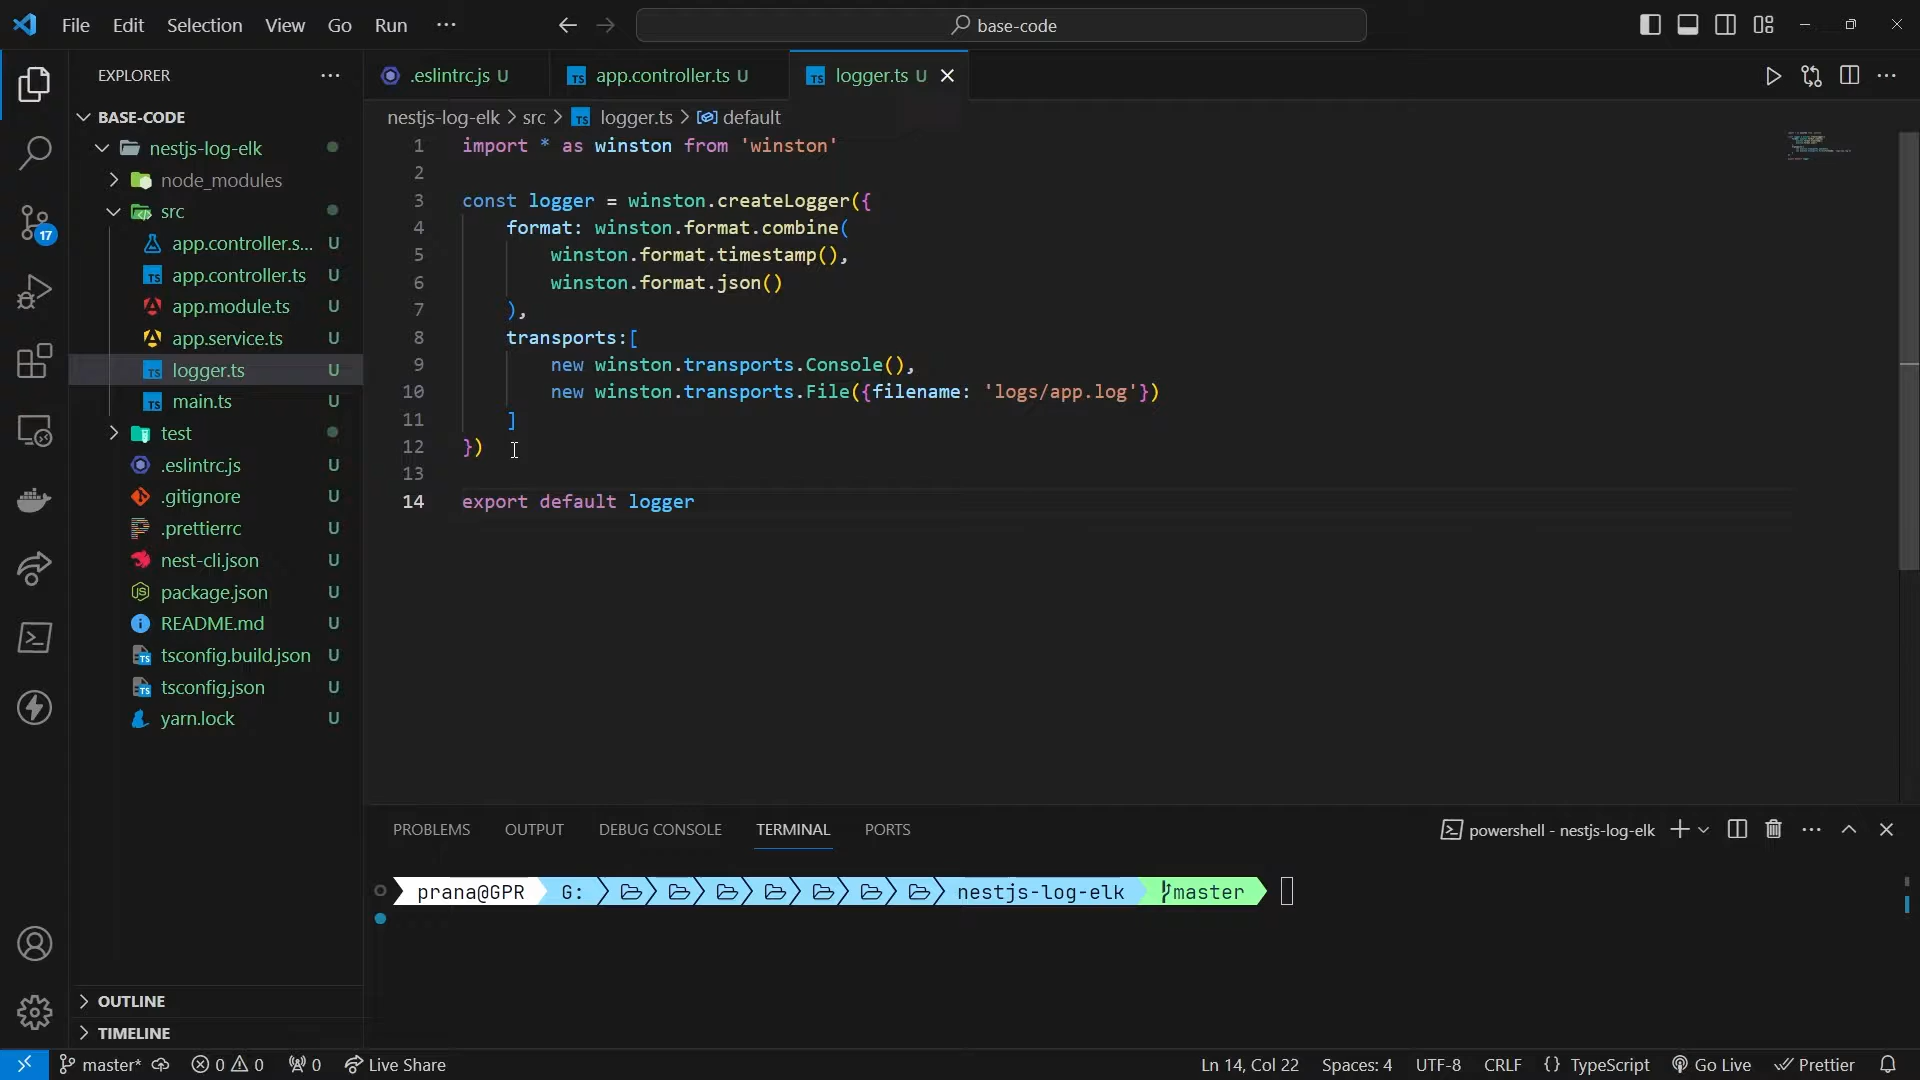 File Edit Selection View Go Run ··· base-code
EXPLORER ···
BASE-CODE
nestjs-log-elk
node_modules
src
app.controller.s... U
app.controller.ts U
app.module.ts U
app.service.ts U
logger.ts U
main.ts U
test
.eslintrc.js U
.gitignore U
.prettierrc U
nest-cli.json U
package.json U
README.md U
tsconfig.build.json U
tsconfig.json U
yarn.lock U
OUTLINE
TIMELINE
17
.eslintrc.js U app.controller.ts U logger.ts U
nestjs-log-elk > src > TS logger.ts > default
1 import * as winston from 'winston'
2
3 const logger = winston.createLogger({
4 format: winston.format.combine(
5 winston.format.timestamp(),
6 winston.format.json()
7 ),
8 transports:[
9 new winston.transports.Console(),
10 new winston.transports.File({filename: 'logs/app.log'})
11 ]
12 })
13
14 export default logger
PROBLEMS OUTPUT DEBUG CONSOLE TERMINAL PORTS powershell - nestjs-log-elk
prana@GPR G: nestjs-log-elk master
master* 0 0 0 Live Share Ln 14, Col 22 Spaces: 4 UTF-8 CRLF {} TypeScript Go Live Prettier